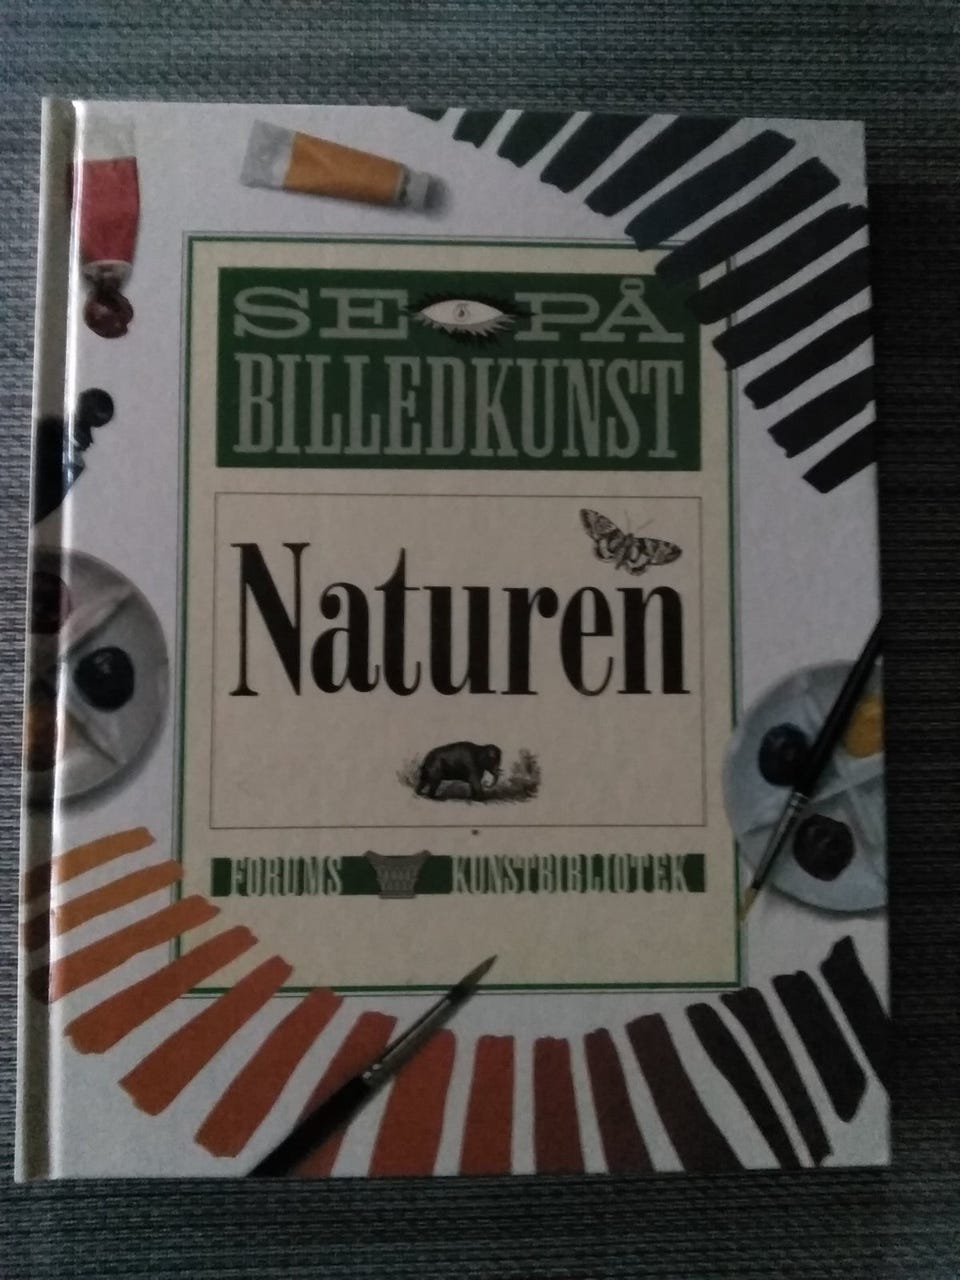 SE PÅ
BILLEDKUNST
Naturen
FORUMS KUNSTBIBLIOTEK